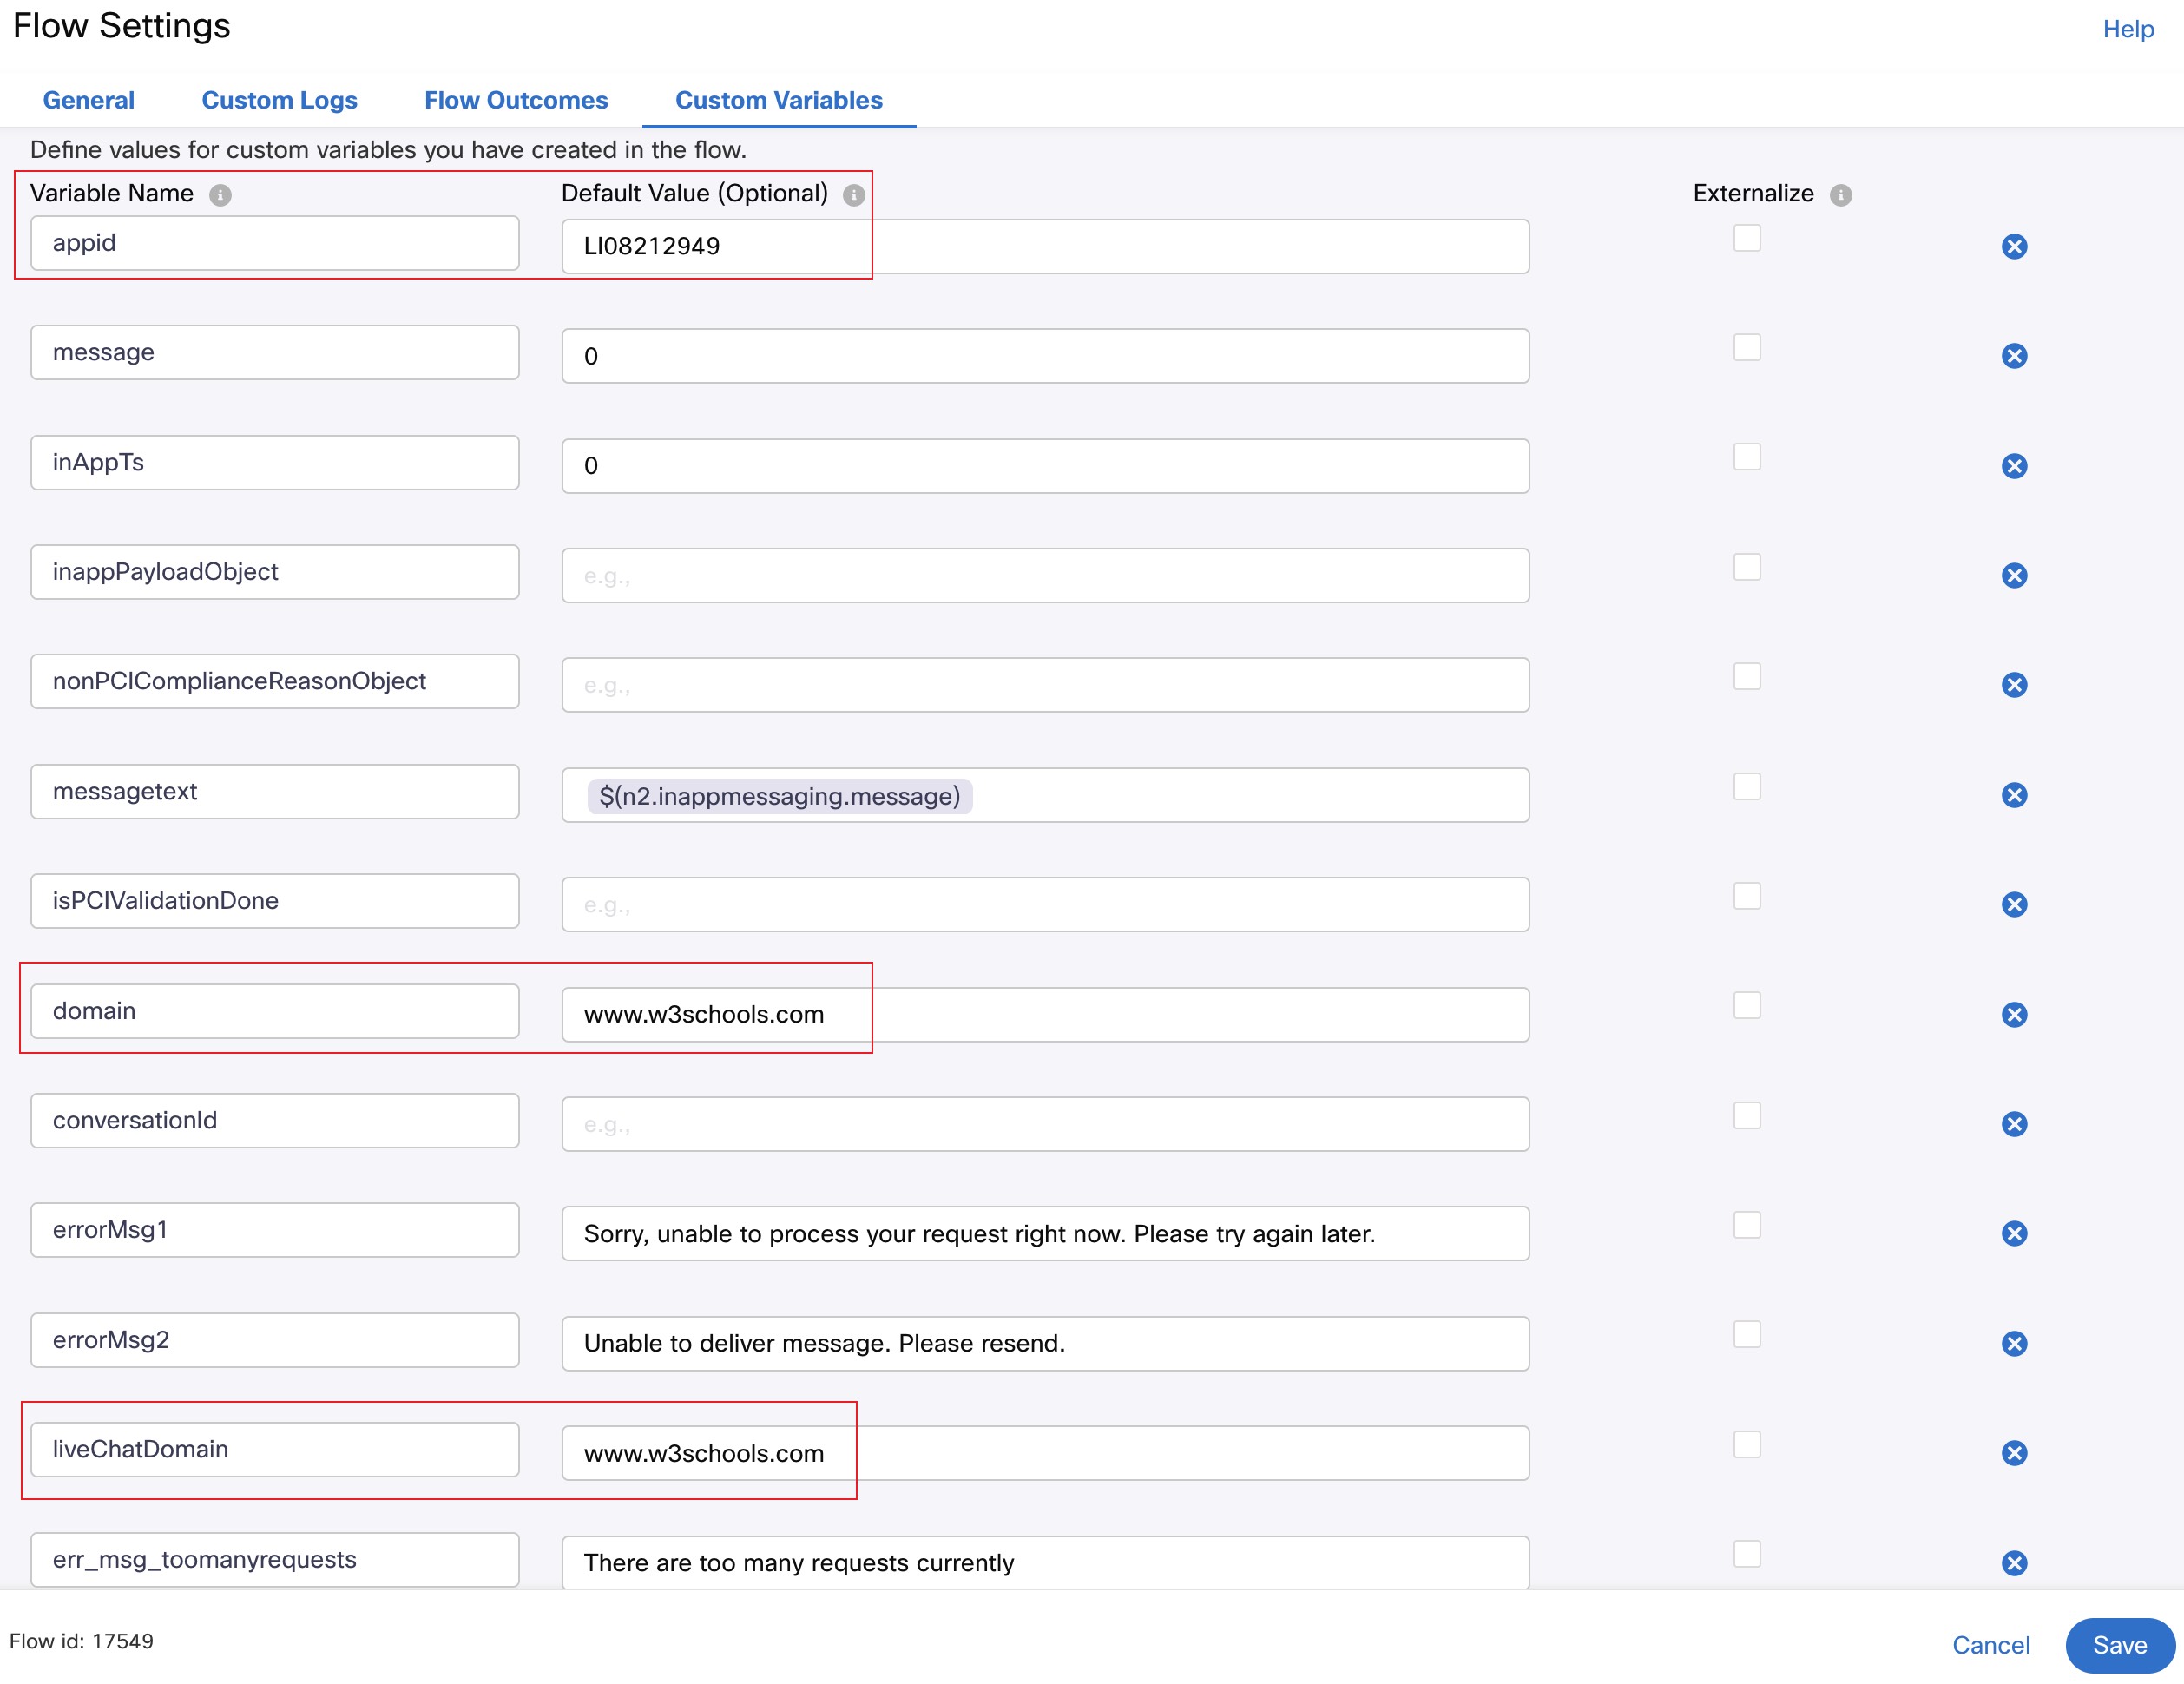 Flow Settings
Help
General
Custom Logs
Flow Outcomes
Custom Variables
Define values for custom variables you have created in the flow.
Variable Name
Default Value (Optional)
Externalize
appid
LI08212949
message
0
inAppTs
0
inappPayloadObject
e.g.,
nonPCIComplianceReasonObject
e.g.,
messagetext
$(n2.inappmessaging.message)
isPCIValidationDone
e.g.,
domain
www.w3schools.com
conversationId
e.g.,
errorMsg1
Sorry, unable to process your request right now. Please try again later.
errorMsg2
Unable to deliver message. Please resend.
liveChatDomain
www.w3schools.com
err_msg_toomanyrequests
There are too many requests currently
Flow id: 17549
Cancel
Save